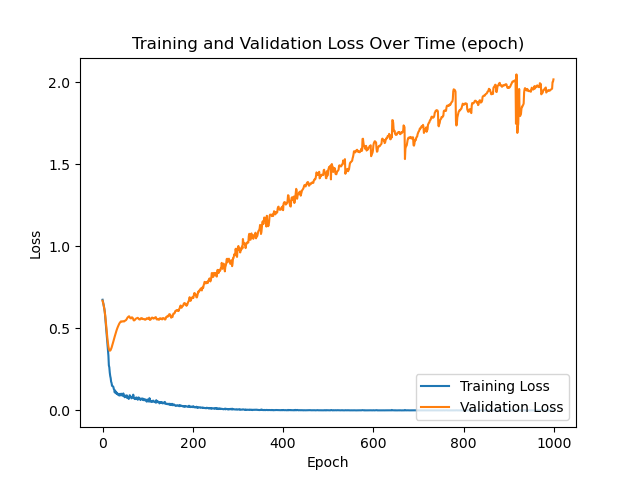 Training and Validation Loss Over Time (epoch)
2.0
1.5
1.0
0.5
0.0
Loss
Training Loss
Validation Loss
0 200 400 600 800 1000
Epoch